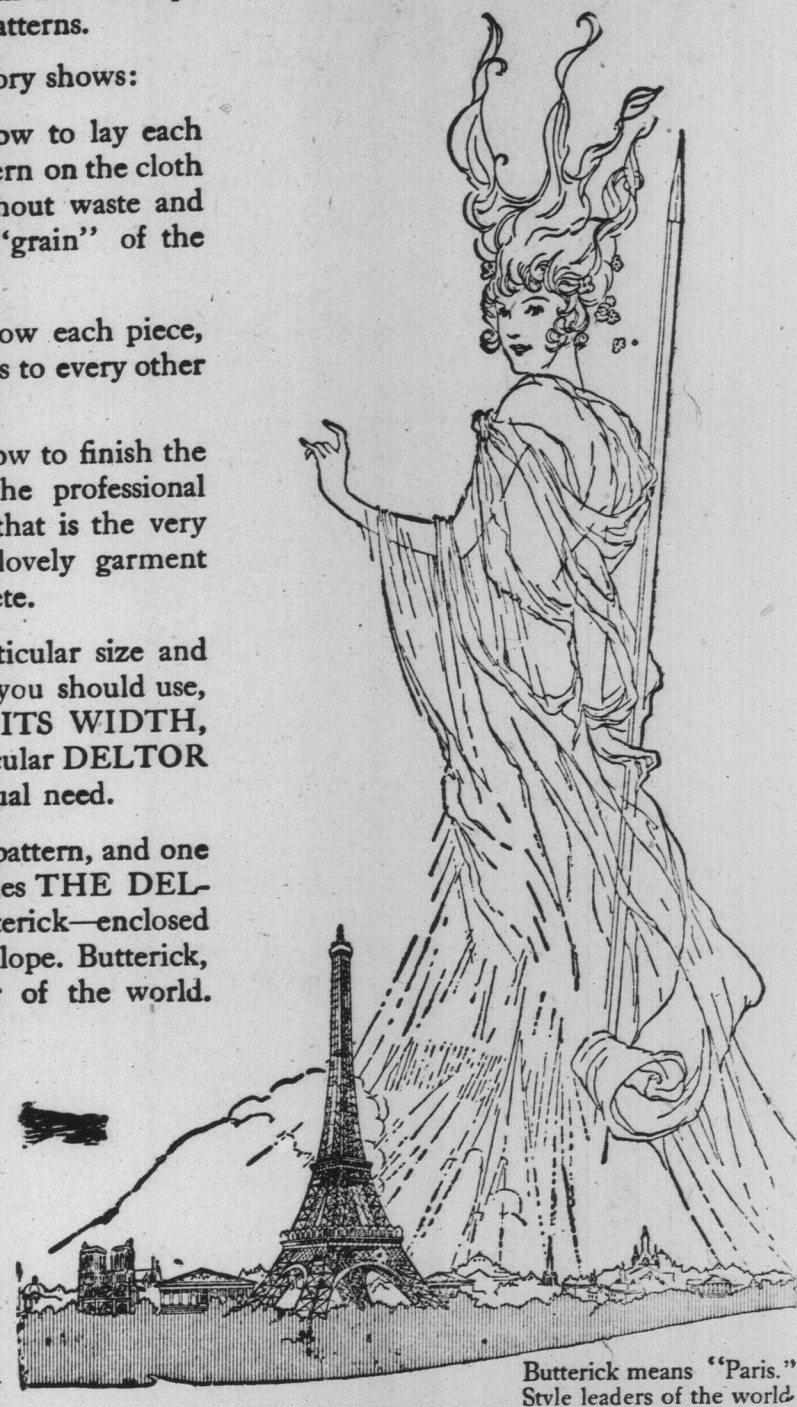 atterns.
ory shows:
ow to lay each
ern on the cloth
hout waste and
"grain" of the
ow each piece,
s to every other
ow to finish the
he professional
that is the very
lovely garment
ete.
ticular size and
you should use,
ITS WIDTH,
cular DELTOR
ual need.
pattern, and one
es THE DEL-
terick—enclosed
lope. Butterick,
of the world.
Butterick means "Paris."
Style leaders of the world